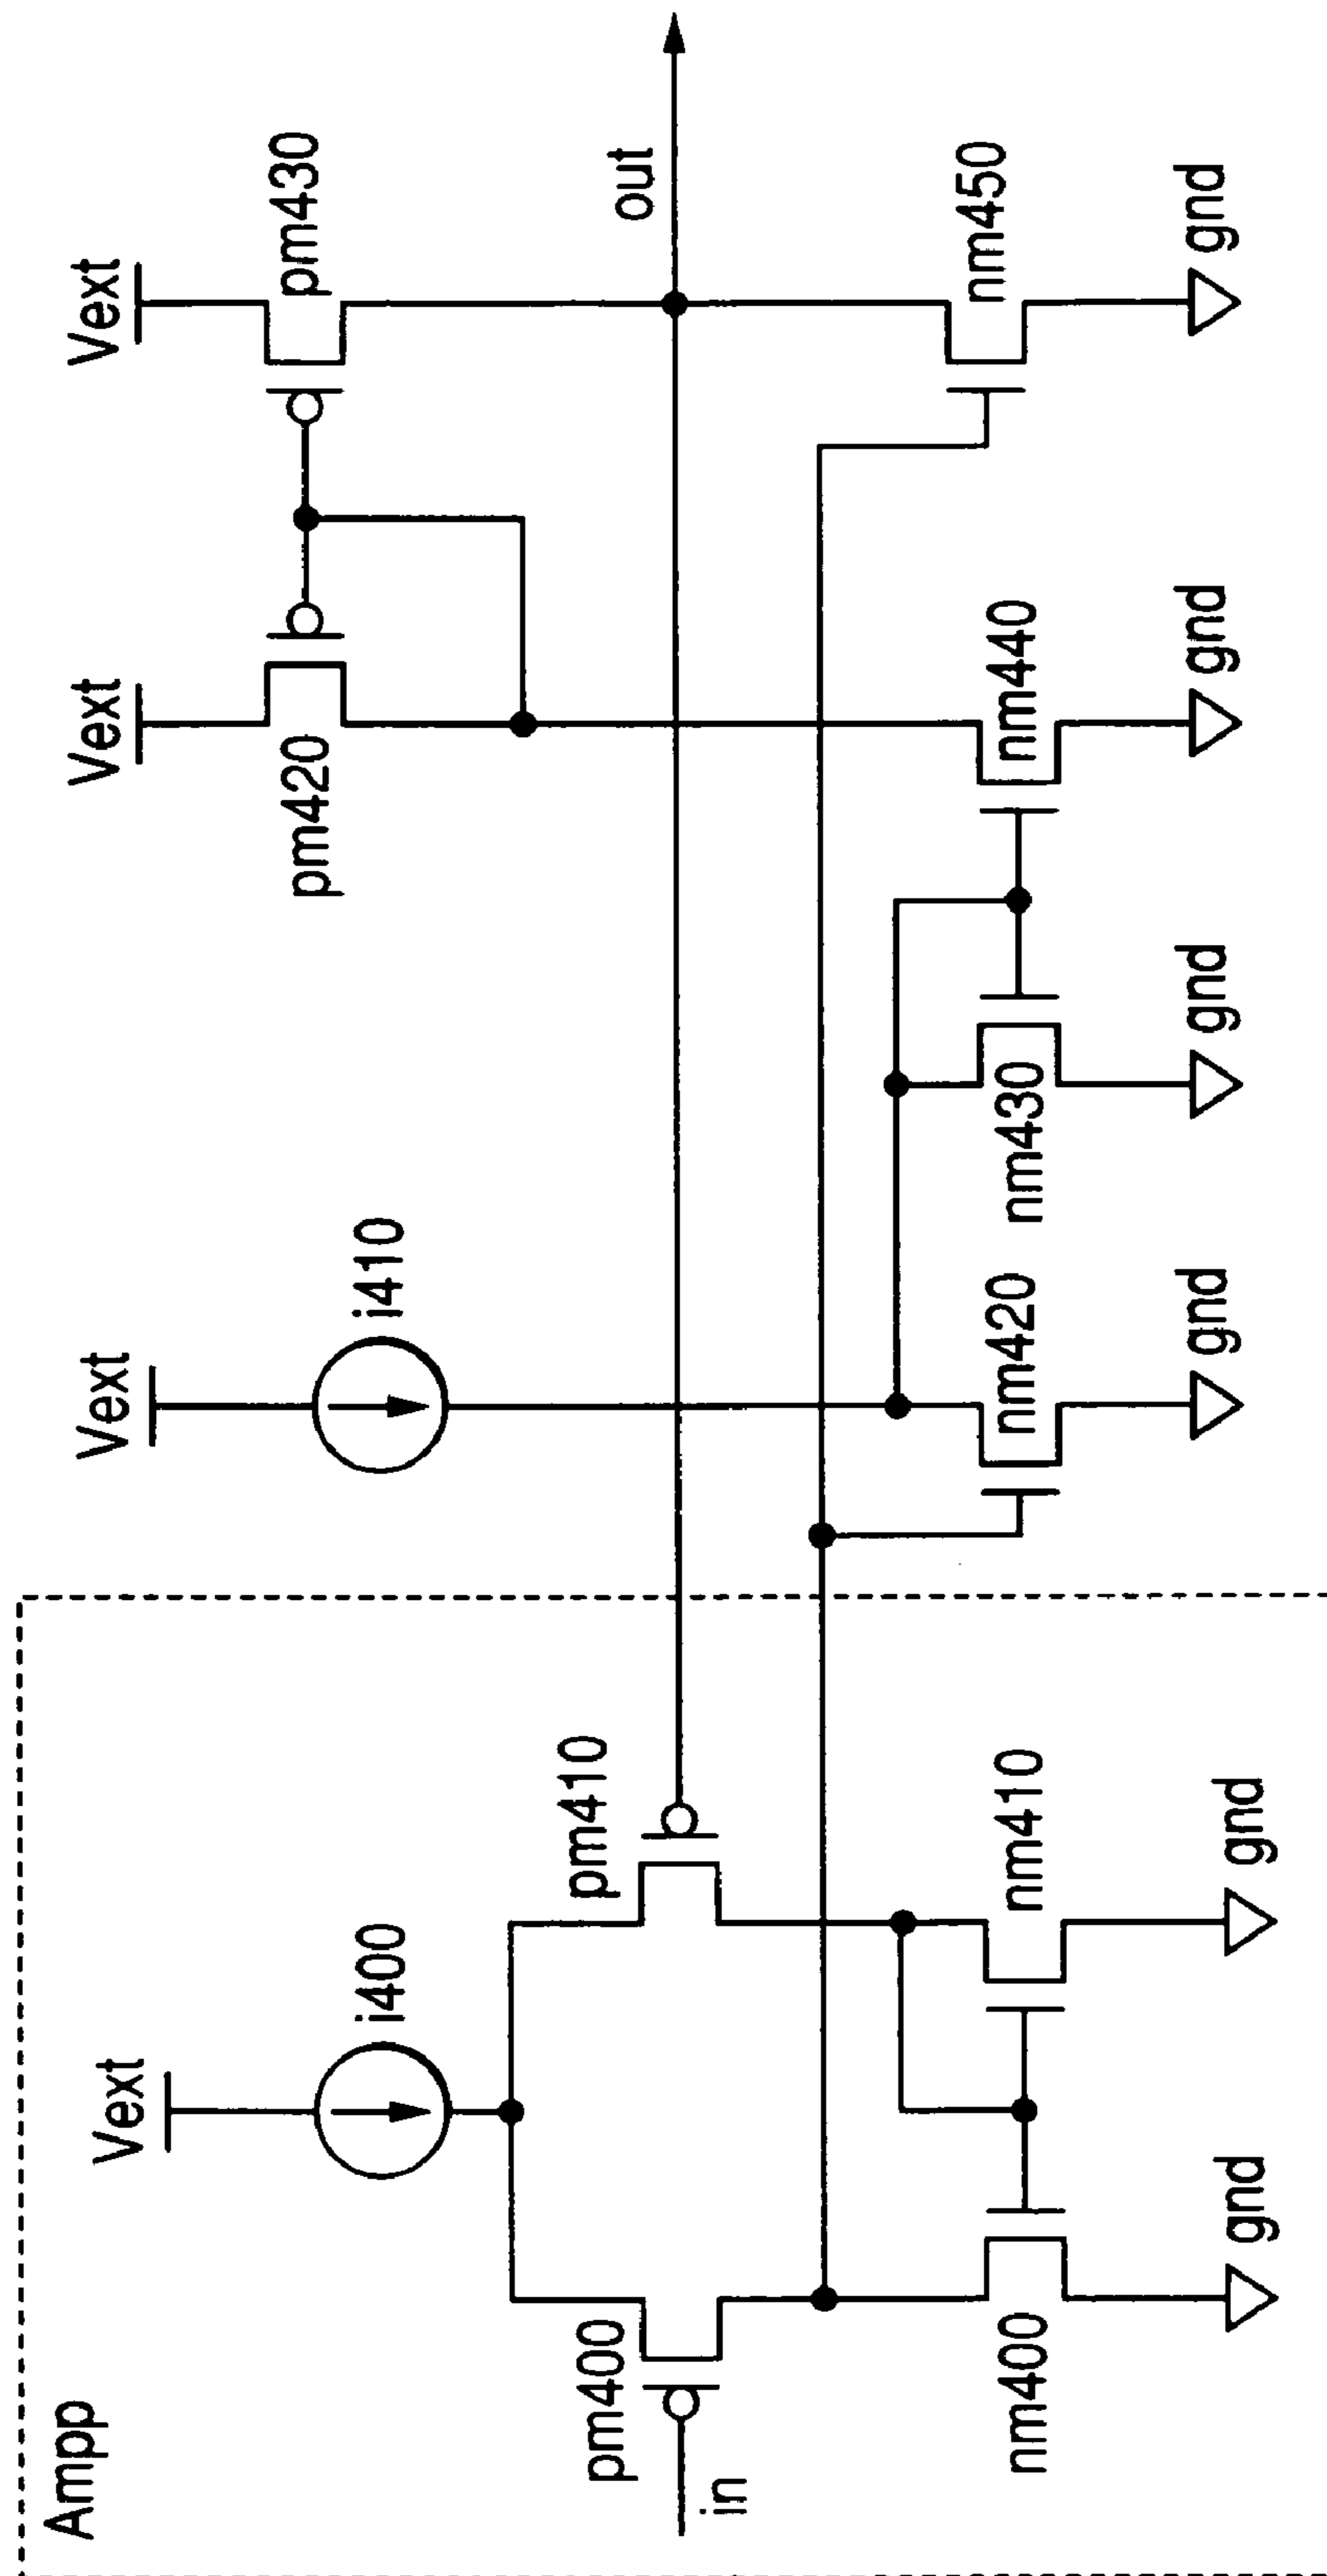 Ampp
Vext
Vext
Vext
Vext
i400
i410
pm420
pm430
pm400
pm410
in
out
nm400
nm410
nm420
nm430
nm440
nm450
gnd
gnd
gnd
gnd
gnd
gnd